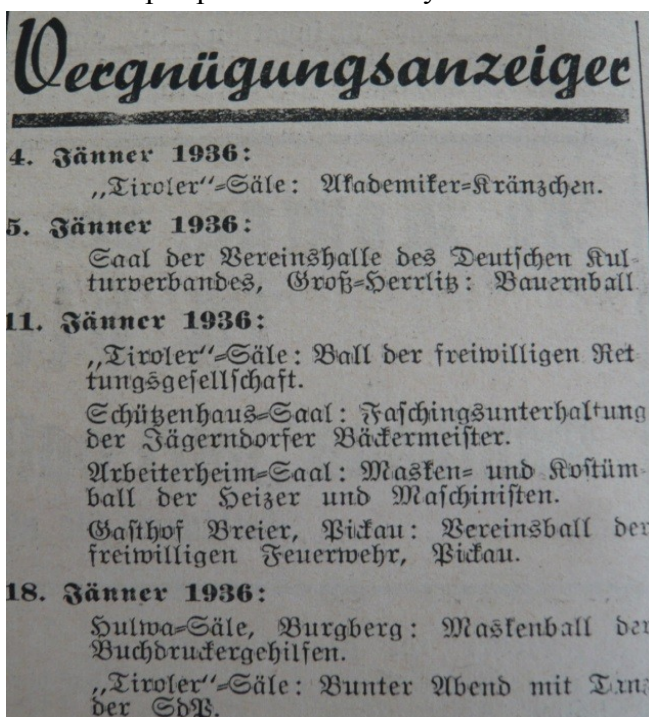 Vergnügungsanzeiger
4. Jänner 1936:
„Tiroler"=Säle: Akademiker=Kränzchen.
5. Jänner 1936:
Saal der Vereinshalle des Deutschen Kul-
turverbandes, Groß=Herrlitz: Bauernball
11. Jänner 1936:
„Tiroler"=Säle: Ball der freiwilligen Ret
tungsgesellschaft.
Schützenhaus=Saal: Faschingsunterhaltung
der Jägerndorfer Bäckermeister.
Arbeiterheim=Saal: Masken= und Kostüm-
ball der Heizer und Maschinisten.
Gasthof Breier, Pickau: Vereinsball der
freiwilligen Feuerwehr, Pickau.
18. Jänner 1936:
Hulwa=Säle, Burgberg: Maskenball der
Buchdruckergehilfen.
„Tiroler"=Säle: Bunter Abend mit Tanz
der SdP.